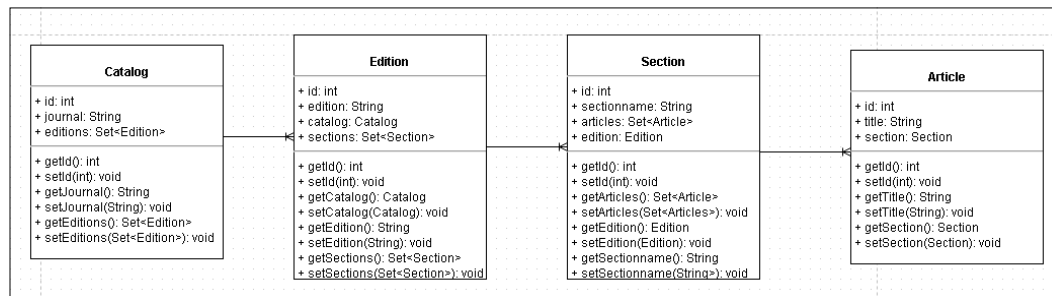 Catalog
+ id: int
+ journal: String
+ editions: Set<Edition>
+ getId(): int
+ setId(int): void
+ getJournal(): String
+ setJournal(String): void
+ getEditions(): Set<Edition>
+ setEditions(Set<Edition>): void
Edition
+ id: int
+ edition: String
+ catalog: Catalog
+ sections: Set<Section>
+ getId(): int
+ setId(int): void
+ getCatalog(): Catalog
+ setCatalog(Catalog): void
+ getEdition(): String
+ setEdition(String): void
+ getSections(): Set<Section>
+ setSections(Set<Section>): void
Section
+ id: int
+ sectionname: String
+ articles: Set<Article>
+ edition: Edition
+ getId(): int
+ setId(int): void
+ getArticles(): Set<Article>
+ setArticles(Set<Articles>): void
+ getEdition(): Edition
+ setEdition(Edition): void
+ getSectionname(): String
+ setSectionname(String>): void
Article
+ id: int
+ title: String
+ section: Section
+ getId(): int
+ setId(int): void
+ getTitle(): String
+ setTitle(String): void
+ getSection(): Section
+ setSection(Section): void